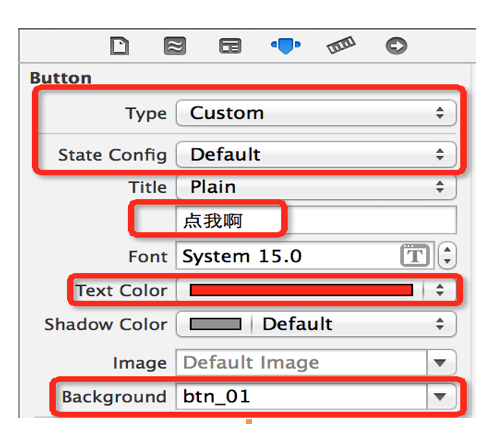 Button
Type Custom
State Config Default
Title Plain
点我啊
Font System 15.0 T
Text Color
Shadow Color Default
Image Default Image
Background btn_01